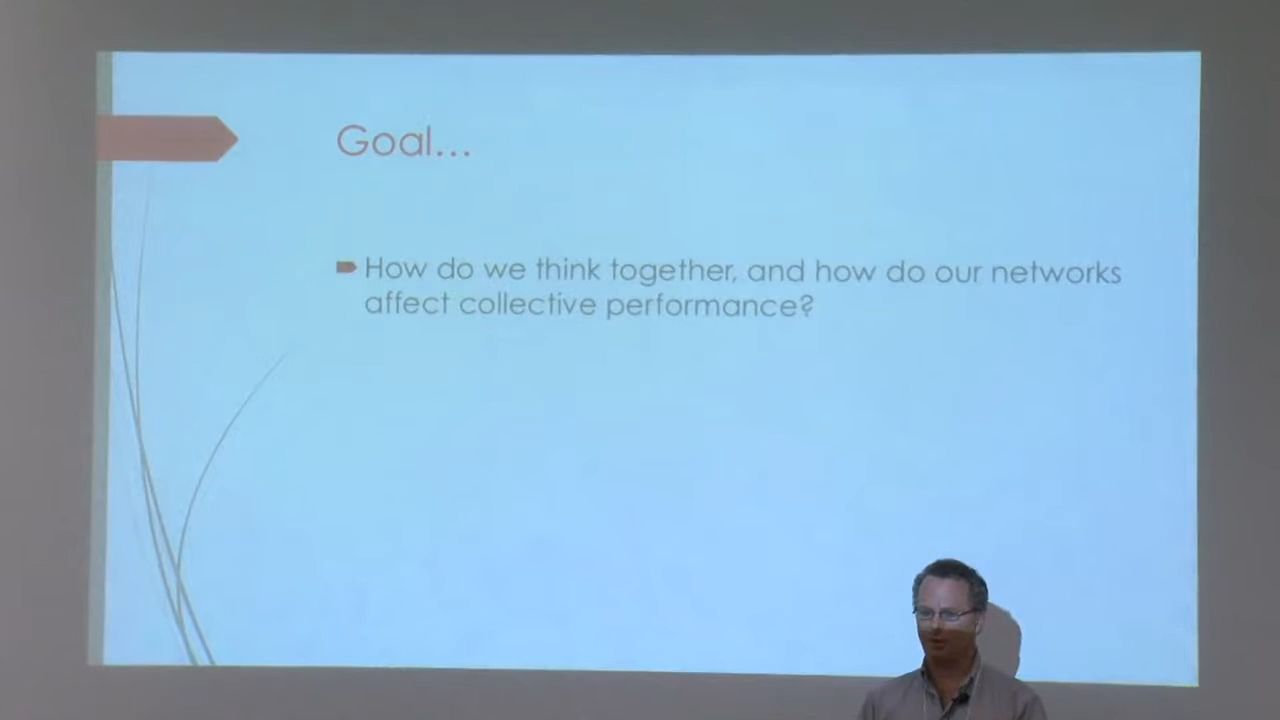 Goal...
How do we think together, and how do our networks
affect collective performance?